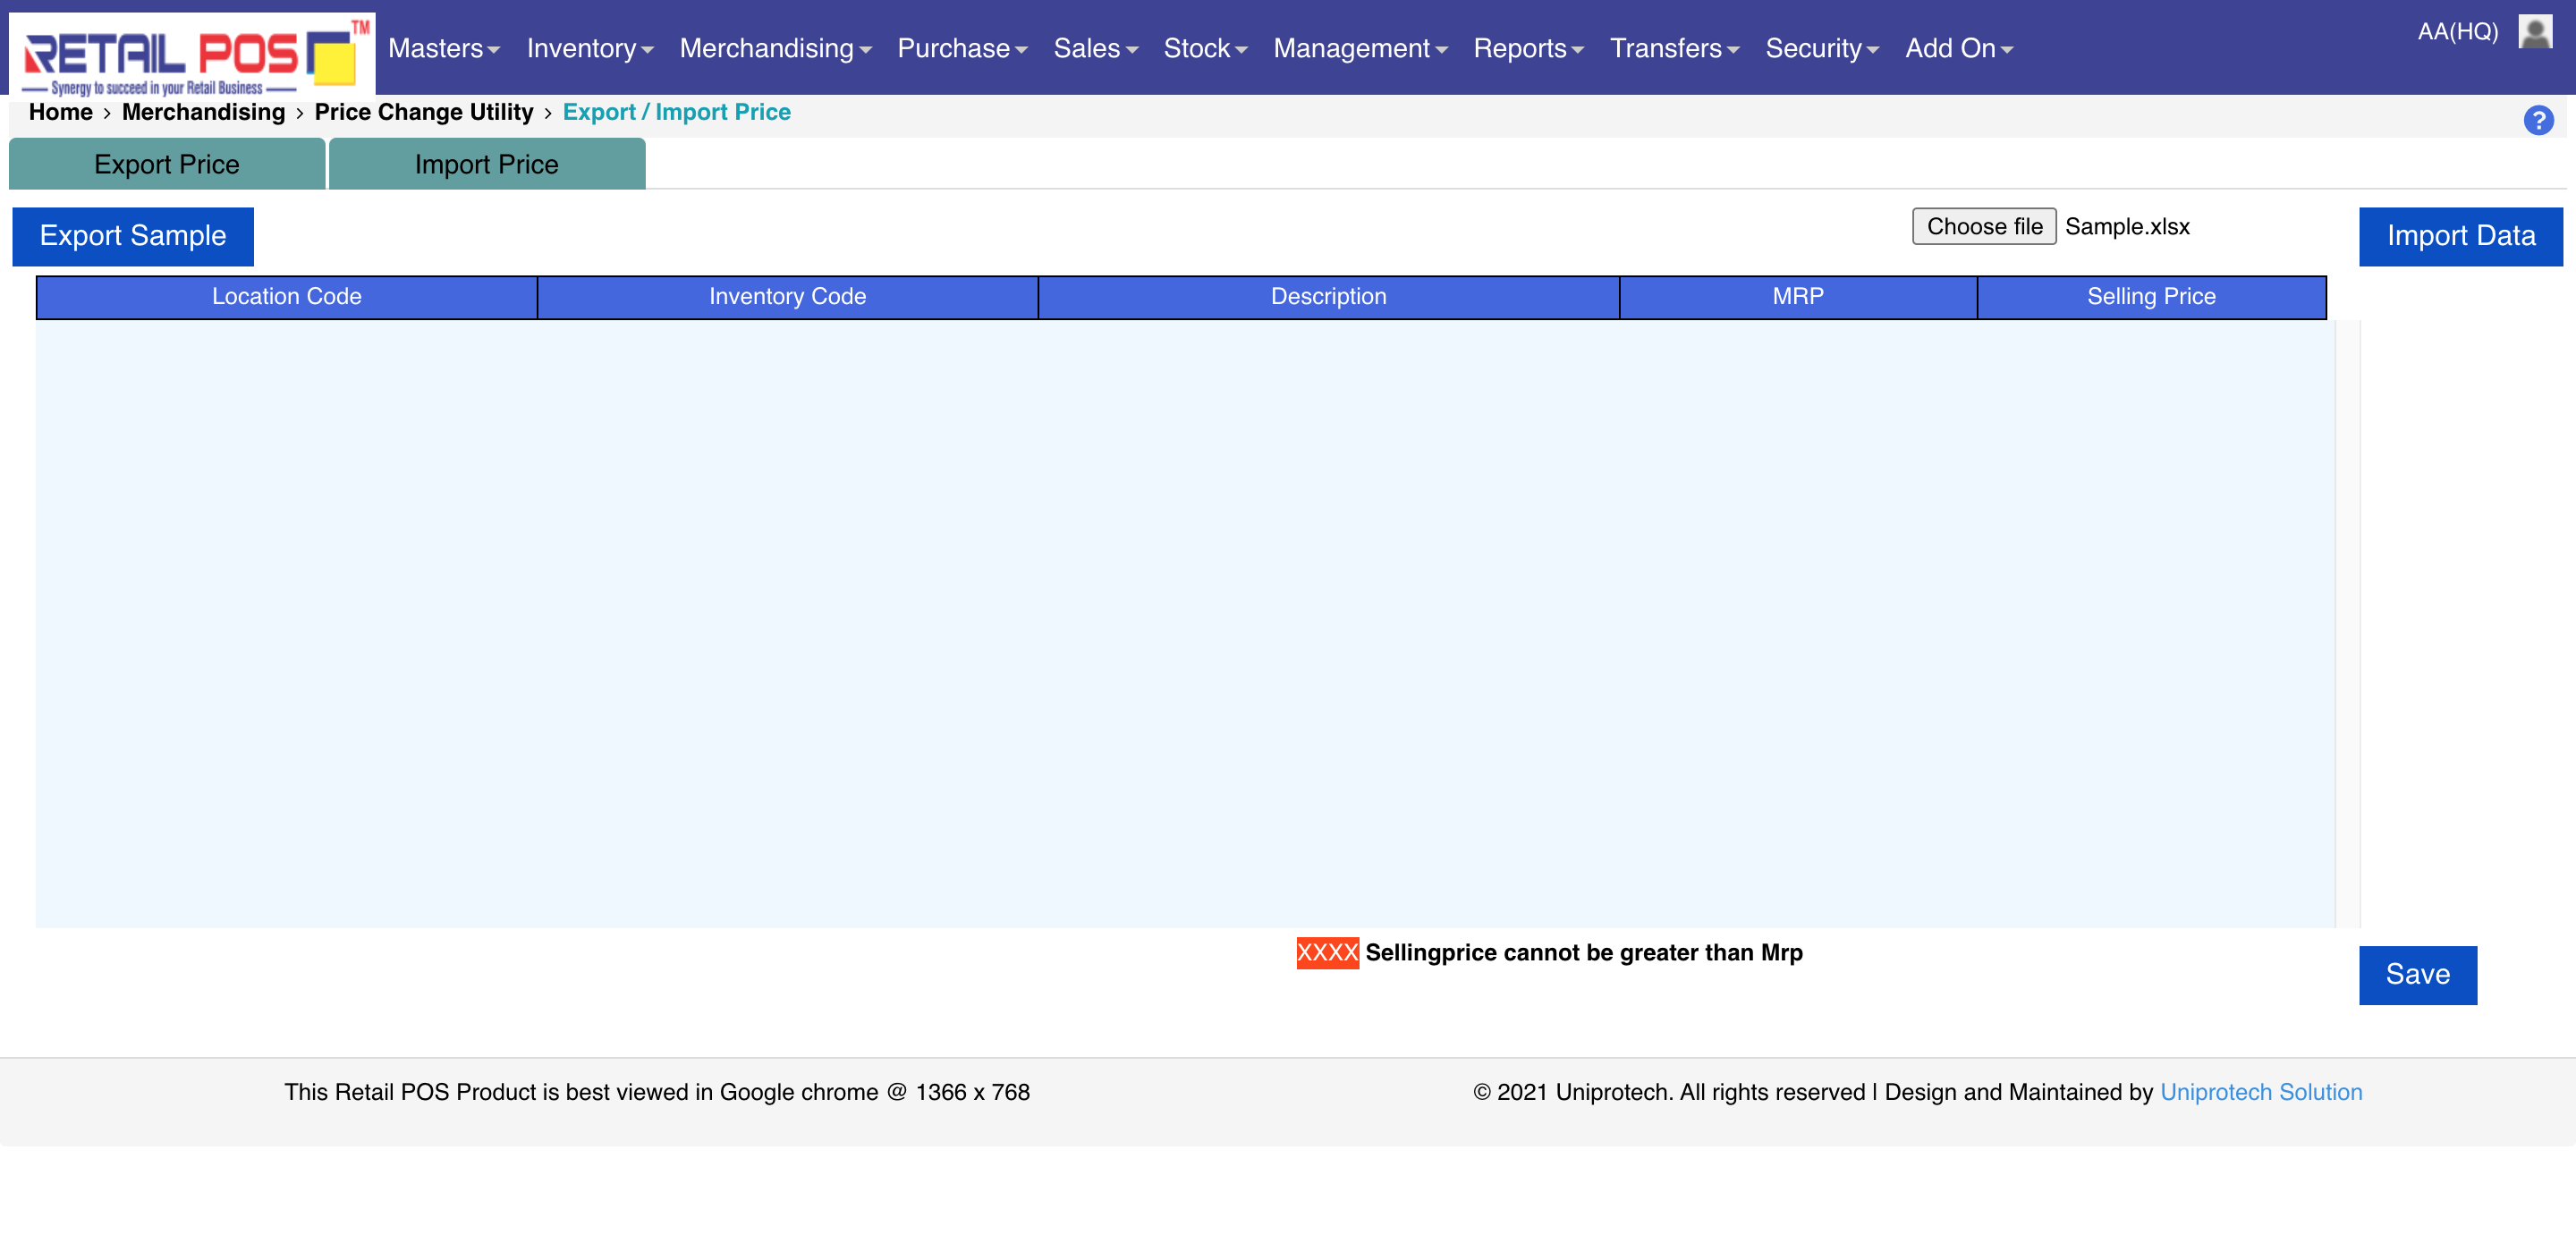 RETAIL POS TM
Synergy to succeed in your Retail Business
Masters Inventory Merchandising Purchase Sales Stock Management Reports Transfers Security Add On
AA(HQ)
Home › Merchandising › Price Change Utility › Export / Import Price
?
Export Price Import Price
Export Sample Choose file Sample.xlsx Import Data
Location Code Inventory Code Description MRP Selling Price
XXXX Sellingprice cannot be greater than Mrp
Save
This Retail POS Product is best viewed in Google chrome @ 1366 x 768
© 2021 Uniprotech. All rights reserved | Design and Maintained by Uniprotech Solution